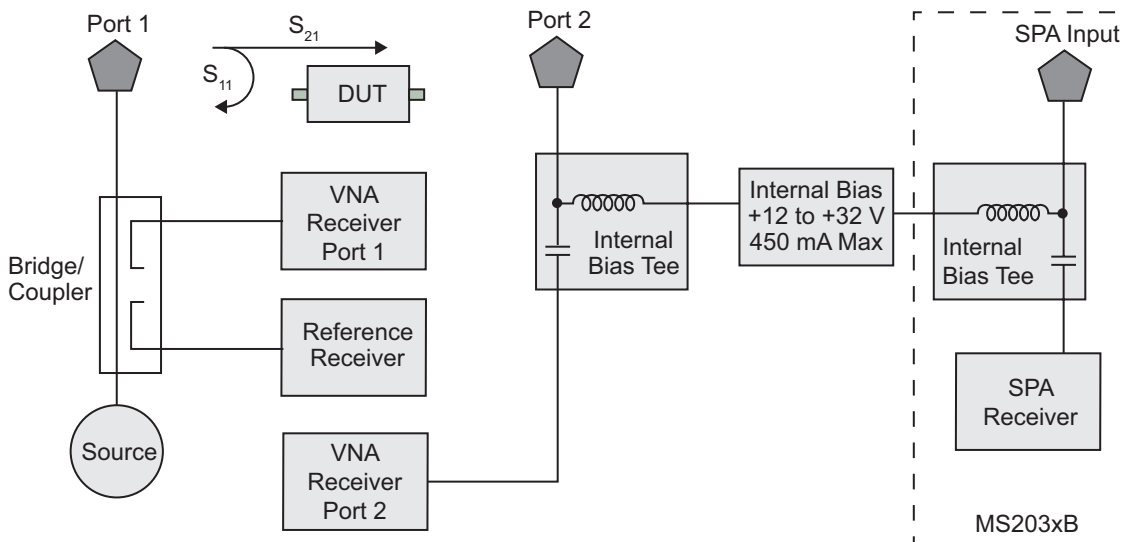 Port 1
S21
S11
DUT
Port 2
SPA Input
VNA
Receiver
Port 1
Bridge/
Coupler
Reference
Receiver
Source
VNA
Receiver
Port 2
Internal
Bias Tee
Internal Bias
+12 to +32 V
450 mA Max
Internal
Bias Tee
SPA
Receiver
MS203xB